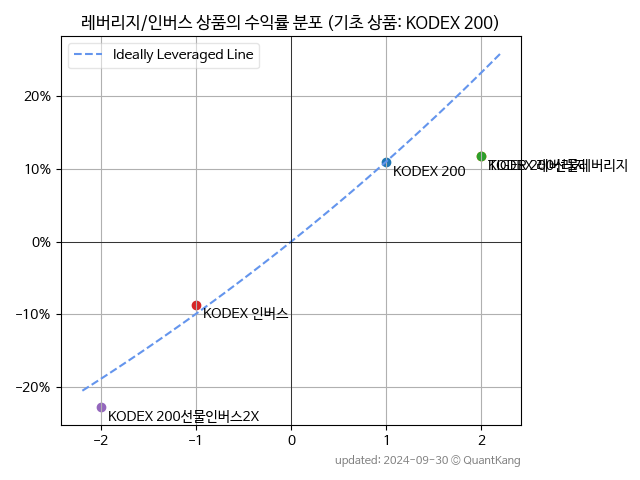 레버리지/인버스 상품의 수익률 분포 (기초 상품: KODEX 200)
Ideally Leveraged Line
20%
10%
0%
-10%
-20%
KODEX 200
KODEX 인버스
KODEX 200선물인버스2X
-2
-1
0
1
2
updated: 2024-09-30 © QuantKang